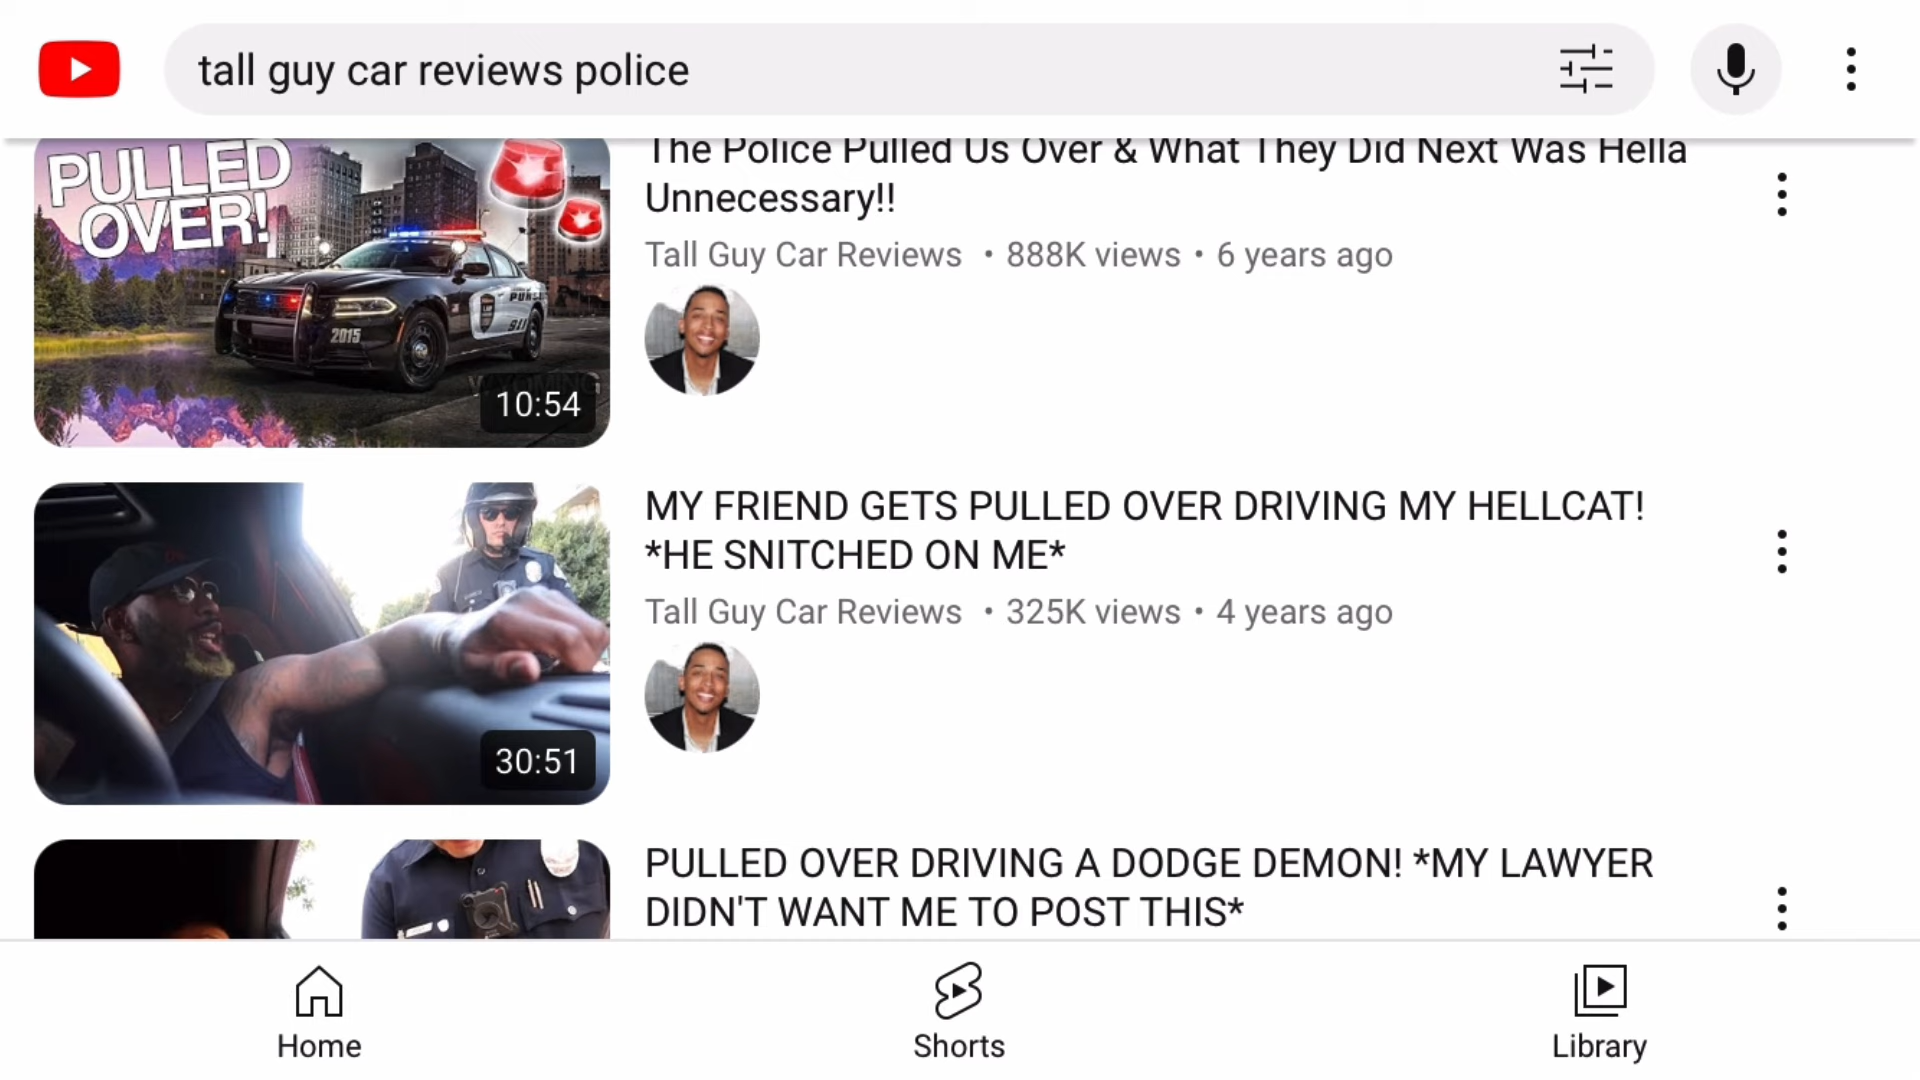 tall guy car reviews police
PULLED
OVER!
2015
911
10:54
The Police Pulled Us Over & What They Did Next Was Hella
Unnecessary!!
Tall Guy Car Reviews • 888K views • 6 years ago
30:51
MY FRIEND GETS PULLED OVER DRIVING MY HELLCAT!
*HE SNITCHED ON ME*
Tall Guy Car Reviews • 325K views • 4 years ago
PULLED OVER DRIVING A DODGE DEMON! *MY LAWYER
DIDN'T WANT ME TO POST THIS*
Home
Shorts
Library